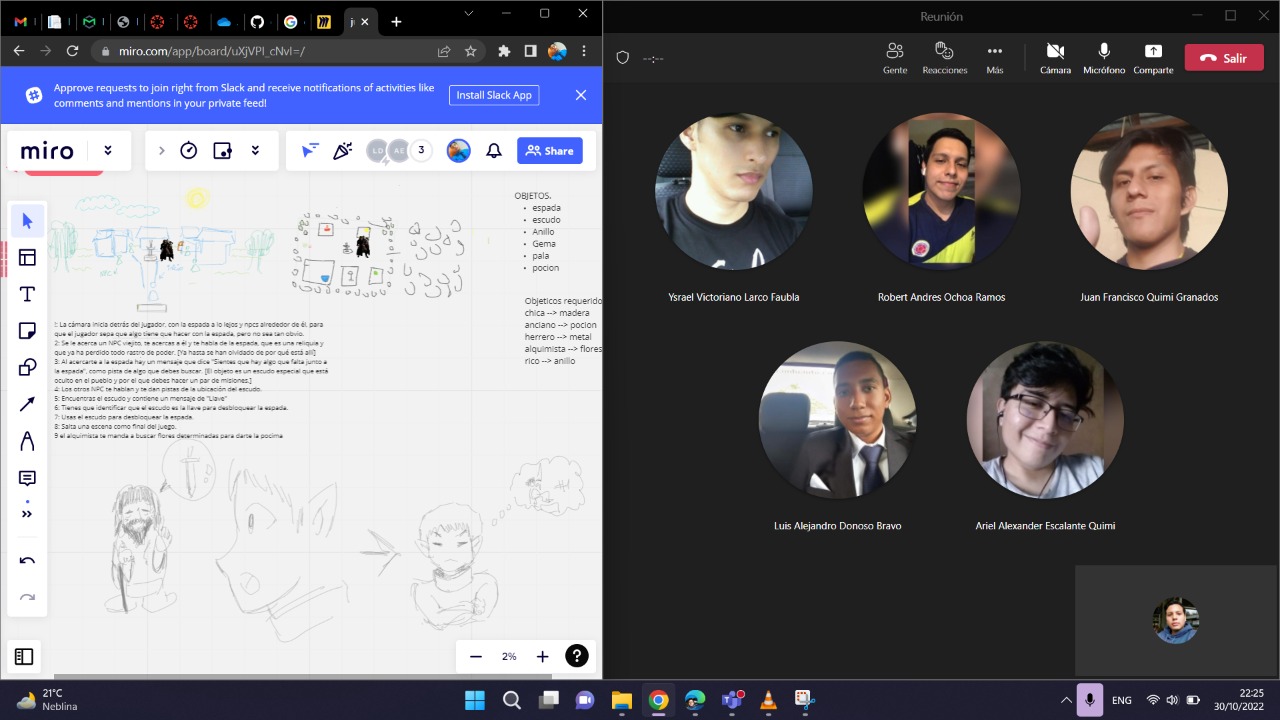 Reunión
miro.com/app/board/uXjVPI_cNvI=/
Approve requests to join right from Slack and receive notifications of activities like
comments and mentions in your private feed!
Install Slack App
--:--
Gente
Reacciones
Más
Cámara
Micrófono
Comparte
Salir
miro
LD
AE
3
Share
OBJETOS.
• espada
• escudo
• Anillo
• Gema
• pala
• pocion
Objeticos requerido
chica --> madera
anciano --> pocion
herrero --> metal
alquimista --> flores
rico --> anillo
1: La cámara inicia detrás del jugador, con la espada a lo lejos y npcs alrededor de él, para
que el jugador sepa que algo tiene que hacer con la espada, pero no sea tan obvio.
2: Se le acerca un NPC viejito, te acercas a él y te habla de la espada, que es una reliquia y
que ya ha perdido todo rastro de poder. [Ya hasta se han olvidado de por qué está allí]
3: Al acercarte a la espada hay un mensaje que dice "Sientes que hay algo que falta junto a
la espada", como pista de algo que debes buscar. [El objeto es un escudo especial que está
oculto en el pueblo y por el que debes hacer un par de misiones.]
4: Los otros NPC te hablan y te dan pistas de la ubicación del escudo.
5: Encuentras el escudo y contiene un mensaje de "Llave"
6: Tienes que identificar que el escudo es la llave para desbloquear la espada.
7: Usas el escudo para desbloquear la espada.
8: Salta una escena como final del juego.
9 el alquimista te manda a buscar flores determinadas para darte la pocima
Ysrael Victoriano Larco Faubla
Robert Andres Ochoa Ramos
Juan Francisco Quimi Granados
Luis Alejandro Donoso Bravo
Ariel Alexander Escalante Quimi
2%
21°C
Neblina
ENG
22:25
30/10/2022